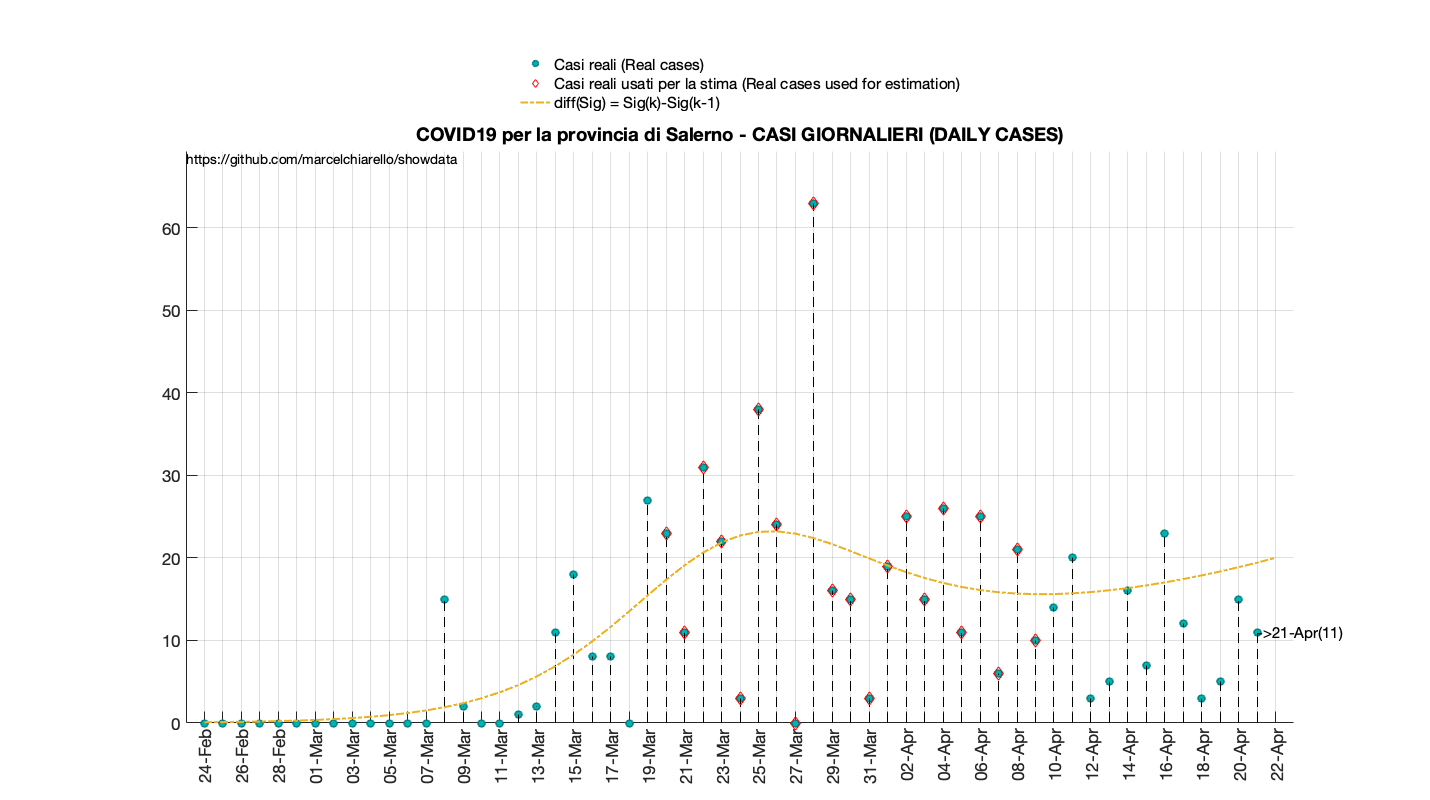 Casi reali (Real cases)
Casi reali usati per la stima (Real cases used for estimation)
diff(Sig) = Sig(k)-Sig(k-1)
COVID19 per la provincia di Salerno - CASI GIORNALIERI (DAILY CASES)
https://github.com/marcelchiarello/showdata
60
50
40
30
20
10
0
->21-Apr(11)
24-Feb
26-Feb
28-Feb
01-Mar
03-Mar
05-Mar
07-Mar
09-Mar
11-Mar
13-Mar
15-Mar
17-Mar
19-Mar
21-Mar
23-Mar
25-Mar
27-Mar
29-Mar
31-Mar
02-Apr
04-Apr
06-Apr
08-Apr
10-Apr
12-Apr
14-Apr
16-Apr
18-Apr
20-Apr
22-Apr